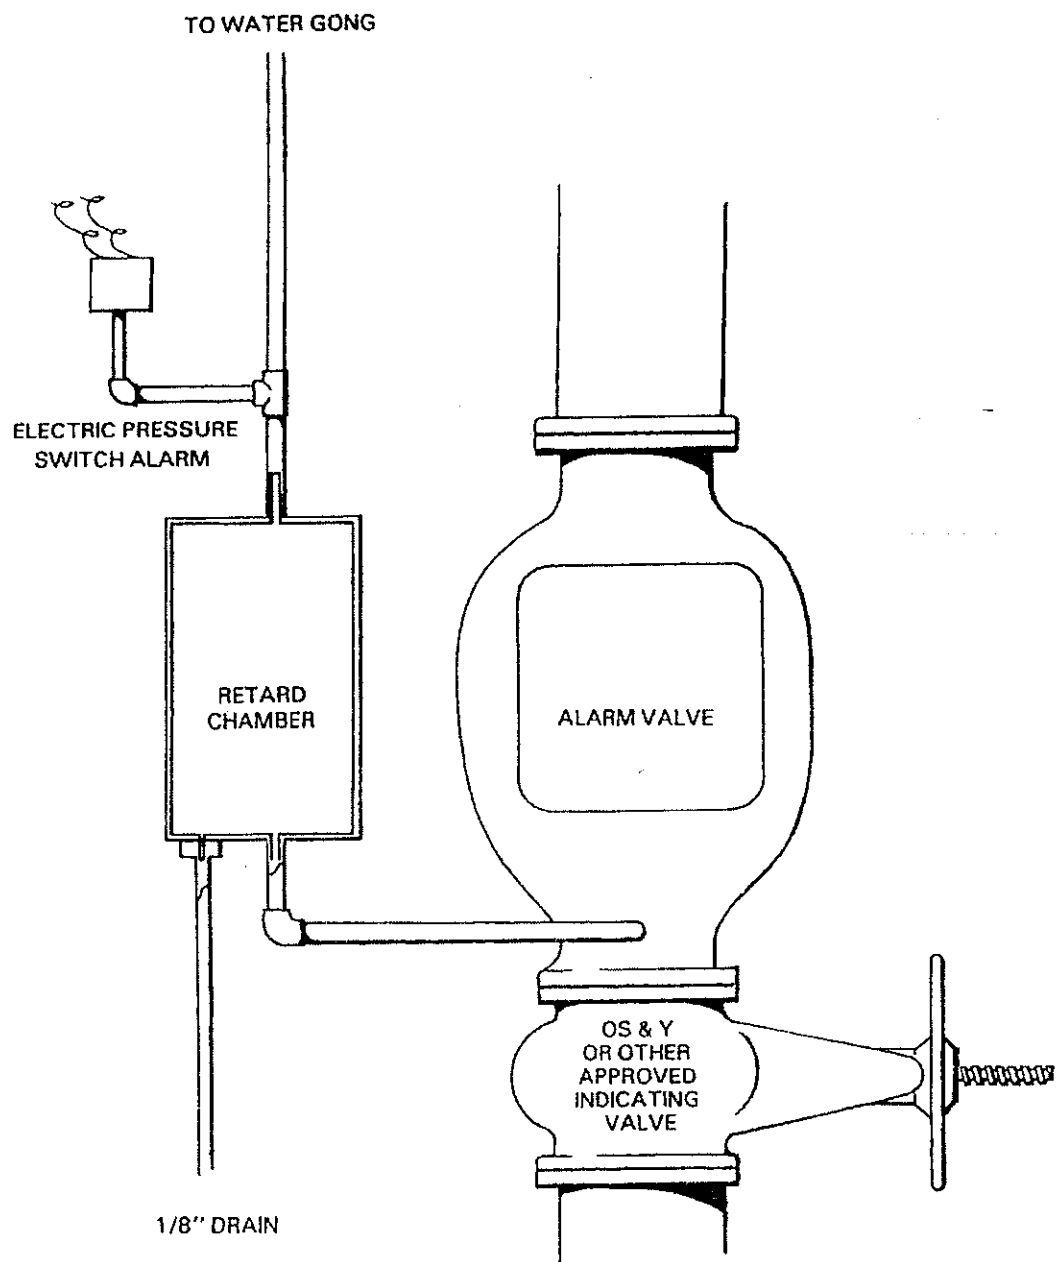 TO WATER GONG
ELECTRIC PRESSURE
SWITCH ALARM
RETARD
CHAMBER
ALARM VALVE
OS & Y
OR OTHER
APPROVED
INDICATING
VALVE
1/8" DRAIN